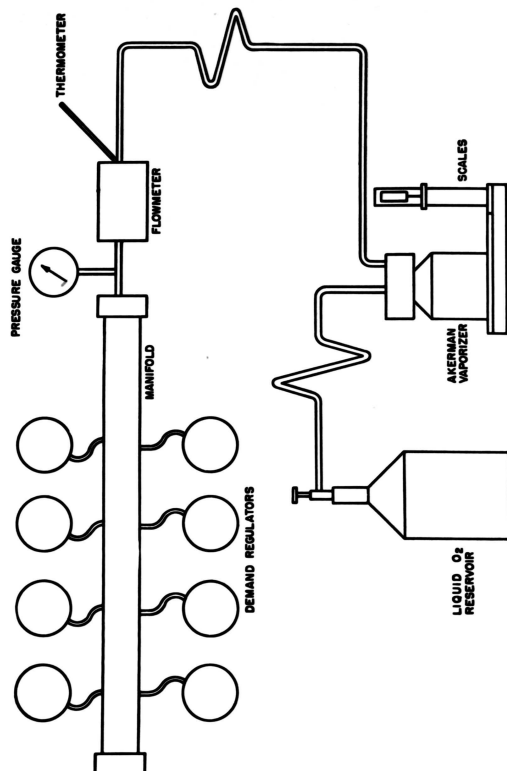 PRESSURE GAUGE
THERMOMETER
FLOWMETER
MANIFOLD
DEMAND REGULATORS
SCALES
AKERMAN
VAPORIZER
LIQUID O₂
RESERVOIR